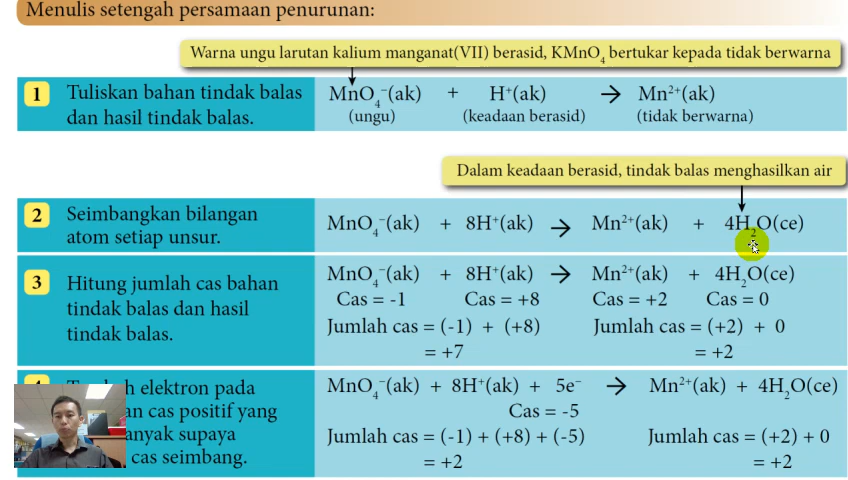 Menulis setengah persamaan penurunan:
Warna ungu larutan kalium manganat(VII) berasid, KMnO₄ bertukar kepada tidak berwarna
1 Tuliskan bahan tindak balas
dan hasil tindak balas.
MnO₄⁻(ak) + H⁺(ak) → Mn²⁺(ak)
(ungu) (keadaan berasid) (tidak berwarna)
Dalam keadaan berasid, tindak balas menghasilkan air
2 Seimbangkan bilangan
atom setiap unsur.
MnO₄⁻(ak) + 8H⁺(ak) → Mn²⁺(ak) + 4H₂O(ce)
3 Hitung jumlah cas bahan
tindak balas dan hasil
tindak balas.
MnO₄⁻(ak) + 8H⁺(ak) → Mn²⁺(ak) + 4H₂O(ce)
Cas = -1 Cas = +8 Cas = +2 Cas = 0
Jumlah cas = (-1) + (+8) Jumlah cas = (+2) + 0
= +7 = +2
elektron pada
cas positif yang
supaya
cas seimbang.
MnO₄⁻(ak) + 8H⁺(ak) + 5e⁻ → Mn²⁺(ak) + 4H₂O(ce)
Cas = -5
Jumlah cas = (-1) + (+8) + (-5) Jumlah cas = (+2) + 0
= +2 = +2